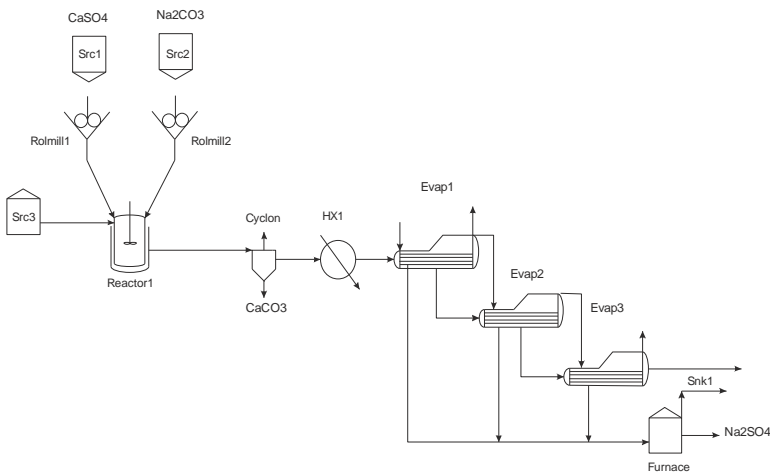 CaSO4
Na2CO3
Src1
Src2
Rolmill1
Rolmill2
Src3
Reactor1
Cyclon
CaCO3
HX1
Evap1
Evap2
Evap3
Snk1
Na2SO4
Furnace